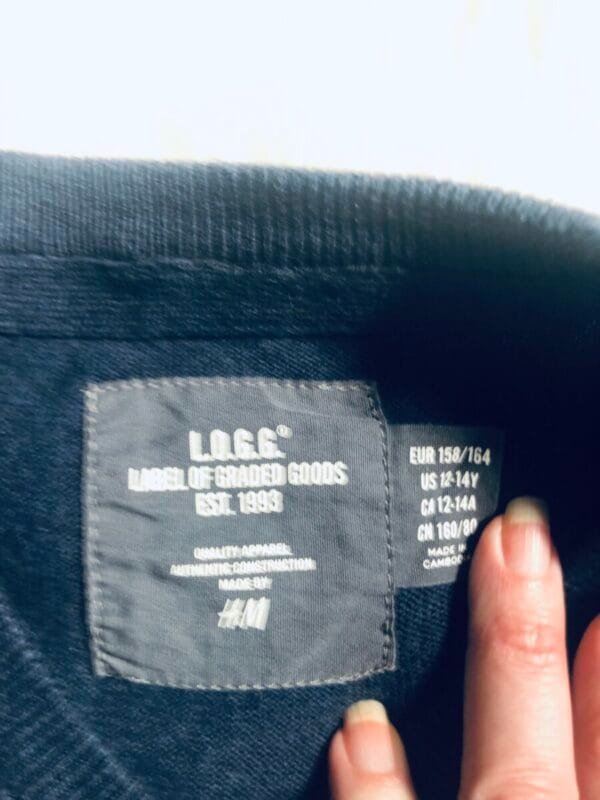 L.O.G.G.®
LABEL OF GRADED GOODS
EST. 1993
QUALITY APPAREL
AUTHENTIC CONSTRUCTION
MADE BY
H&M
EUR 158/164
US 12-14Y
CA 12-14A
CN 160/80
MADE IN